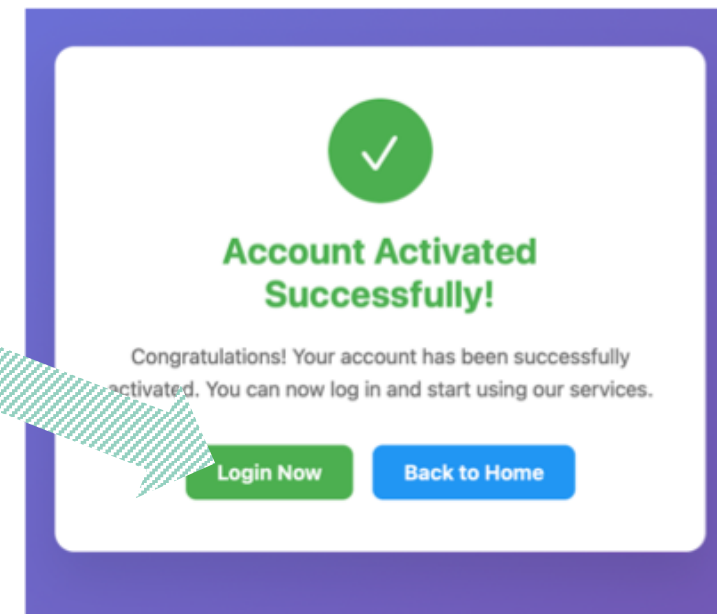 Account Activated
Successfully!
Congratulations! Your account has been successfully
activated. You can now log in and start using our services.
Login Now
Back to Home